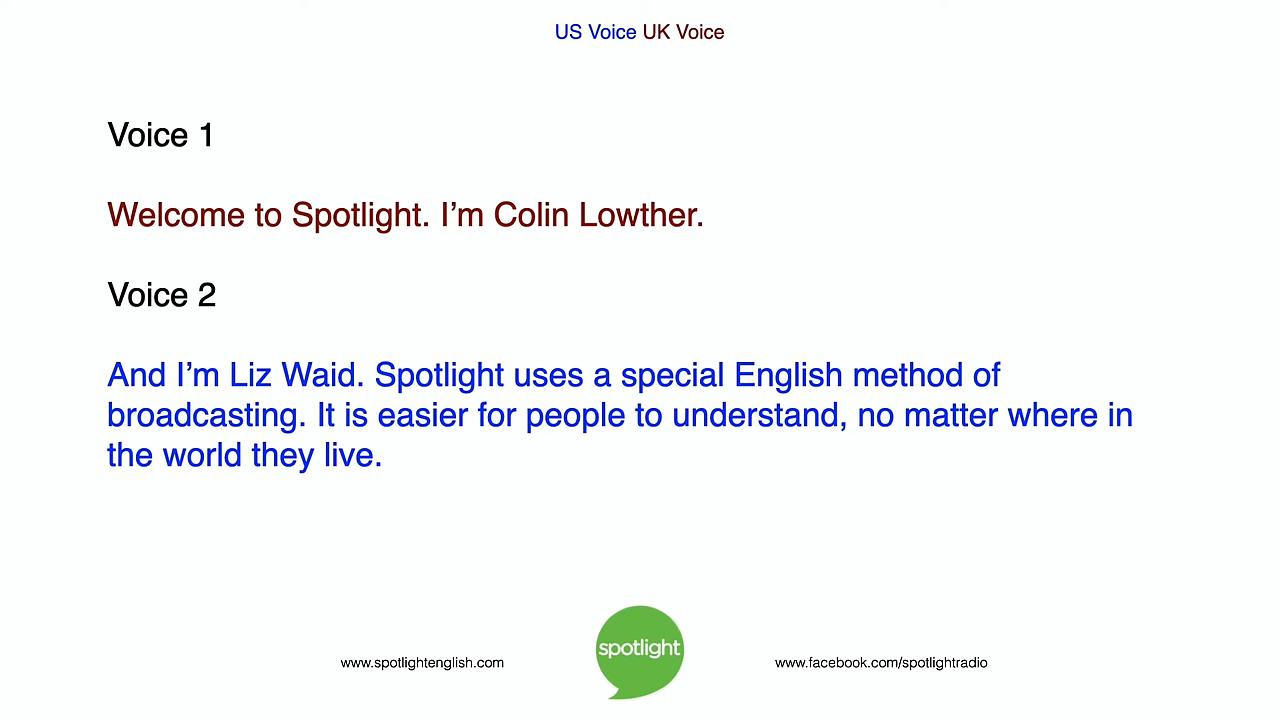 US Voice UK Voice
Voice 1
Welcome to Spotlight. I’m Colin Lowther.
Voice 2
And I’m Liz Waid. Spotlight uses a special English method of
broadcasting. It is easier for people to understand, no matter where in
the world they live.
spotlight
www.spotlightenglish.com
www.facebook.com/spotlightradio